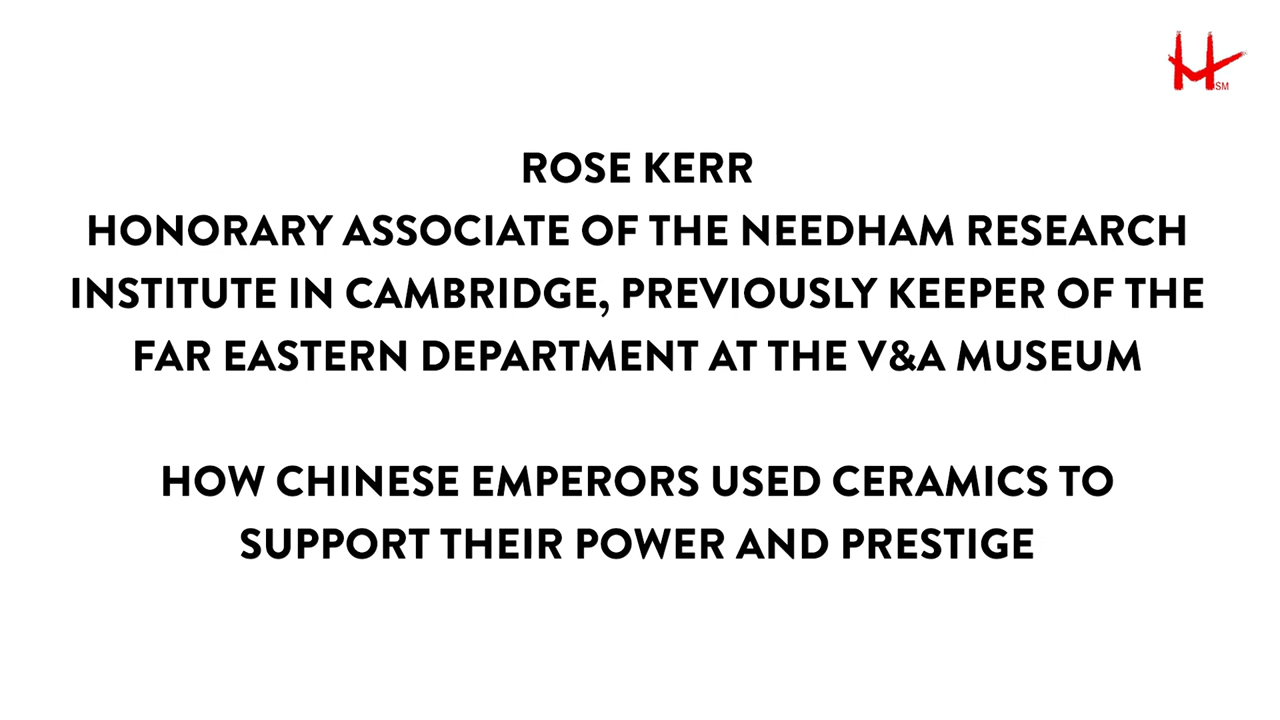 SM
ROSE KERR
HONORARY ASSOCIATE OF THE NEEDHAM RESEARCH
INSTITUTE IN CAMBRIDGE, PREVIOUSLY KEEPER OF THE
FAR EASTERN DEPARTMENT AT THE V&A MUSEUM
HOW CHINESE EMPERORS USED CERAMICS TO
SUPPORT THEIR POWER AND PRESTIGE